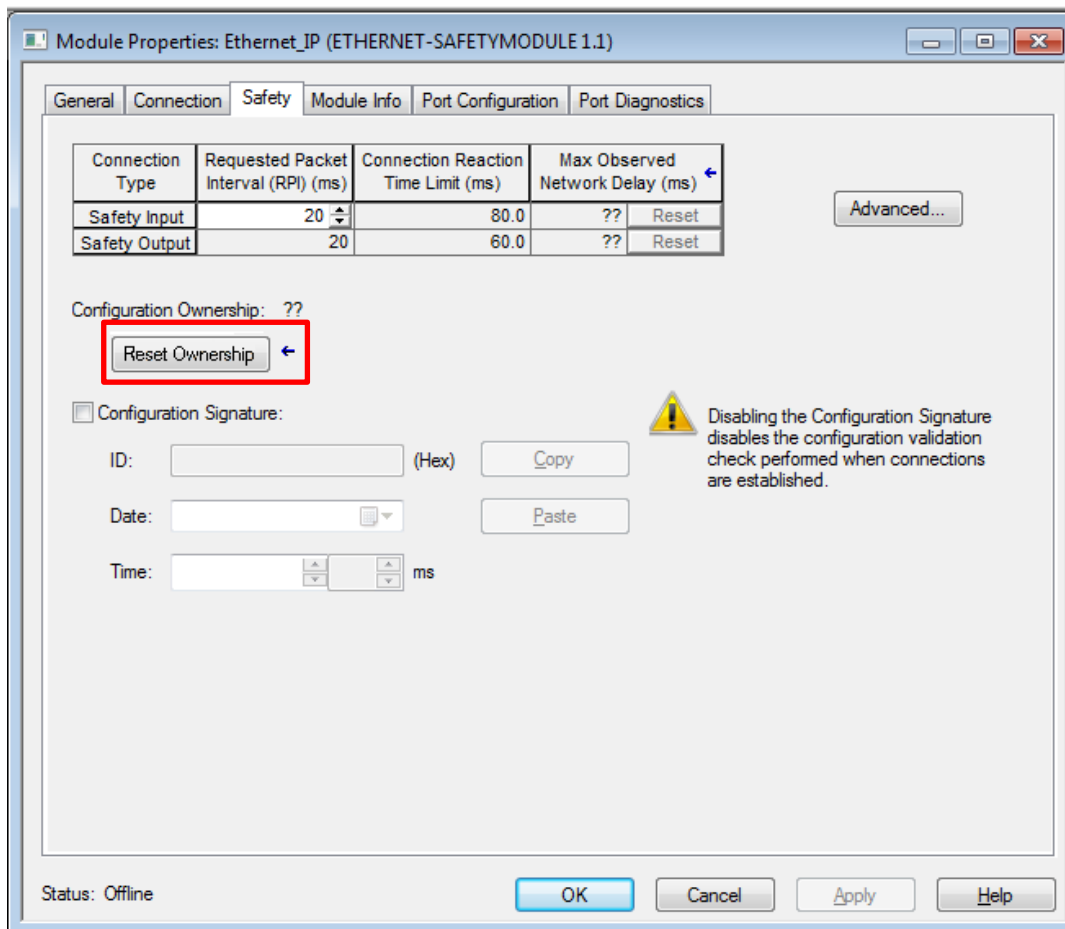 Module Properties: Ethernet_IP (ETHERNET-SAFETYMODULE 1.1)
General Connection Safety Module Info Port Configuration Port Diagnostics
Connection Type Requested Packet Interval (RPI) (ms) Connection Reaction Time Limit (ms) Max Observed Network Delay (ms)
Safety Input 20 80.0 ?? Reset
Safety Output 20 60.0 ?? Reset
Advanced...
Configuration Ownership: ??
Reset Ownership
Configuration Signature:
ID: (Hex) Copy
Date: Paste
Time: ms
Disabling the Configuration Signature
disables the configuration validation
check performed when connections
are established.
Status: Offline
OK Cancel Apply Help